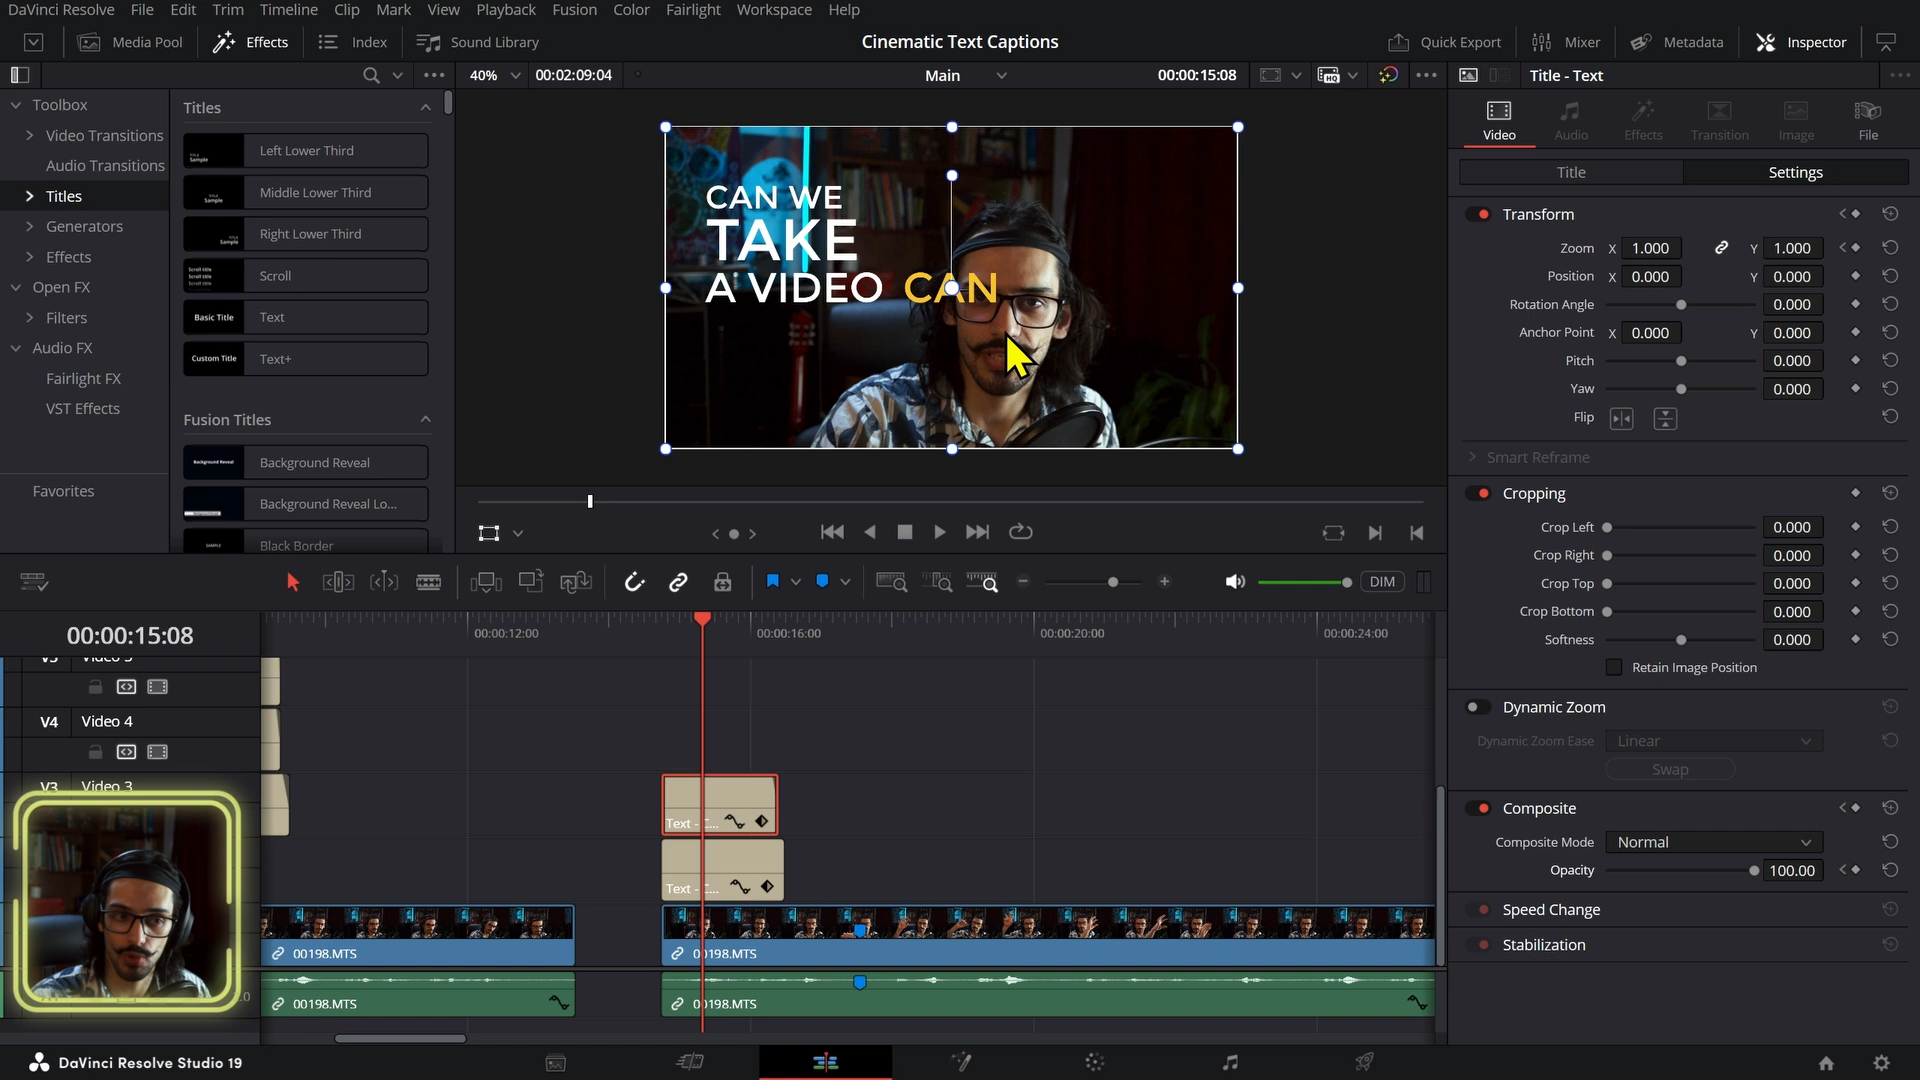 DaVinci Resolve File Edit Trim Timeline Clip Mark View Playback Fusion Color Fairlight Workspace Help
Media Pool Effects Index Sound Library Cinematic Text Captions Quick Export Mixer Metadata Inspector
40% 00:02:09:04 Main 00:00:15:08 Title - Text
Toolbox
Video Transitions
Audio Transitions
Titles
Generators
Effects
Open FX
Filters
Audio FX
Fairlight FX
VST Effects
Favorites
Titles
Left Lower Third
Middle Lower Third
Right Lower Third
Scroll
Basic Title Text
Custom Title Text+
Fusion Titles
Background Reveal Background Reveal
Background Reveal Lo...
SAMPLE Black Border
CAN WE
TAKE
A VIDEO CAN
Video Audio Effects Transition Image File
Title Settings
Transform
Zoom X 1.000 Y 1.000
Position X 0.000 Y 0.000
Rotation Angle 0.000
Anchor Point X 0.000 Y 0.000
Pitch 0.000
Yaw 0.000
Flip
Smart Reframe
Cropping
Crop Left 0.000
Crop Right 0.000
Crop Top 0.000
Crop Bottom 0.000
Softness 0.000
Retain Image Position
Dynamic Zoom
Dynamic Zoom Ease Linear
Swap
Composite
Composite Mode Normal
Opacity 100.00
Speed Change
Stabilization
DIM
00:00:15:08 00:00:12:00 00:00:16:00 00:00:20:00 00:00:24:00
V4 Video 4
V3 Video 3
Text - C...
Text - C...
00198.MTS 00198.MTS
00198.MTS 00198.MTS
DaVinci Resolve Studio 19